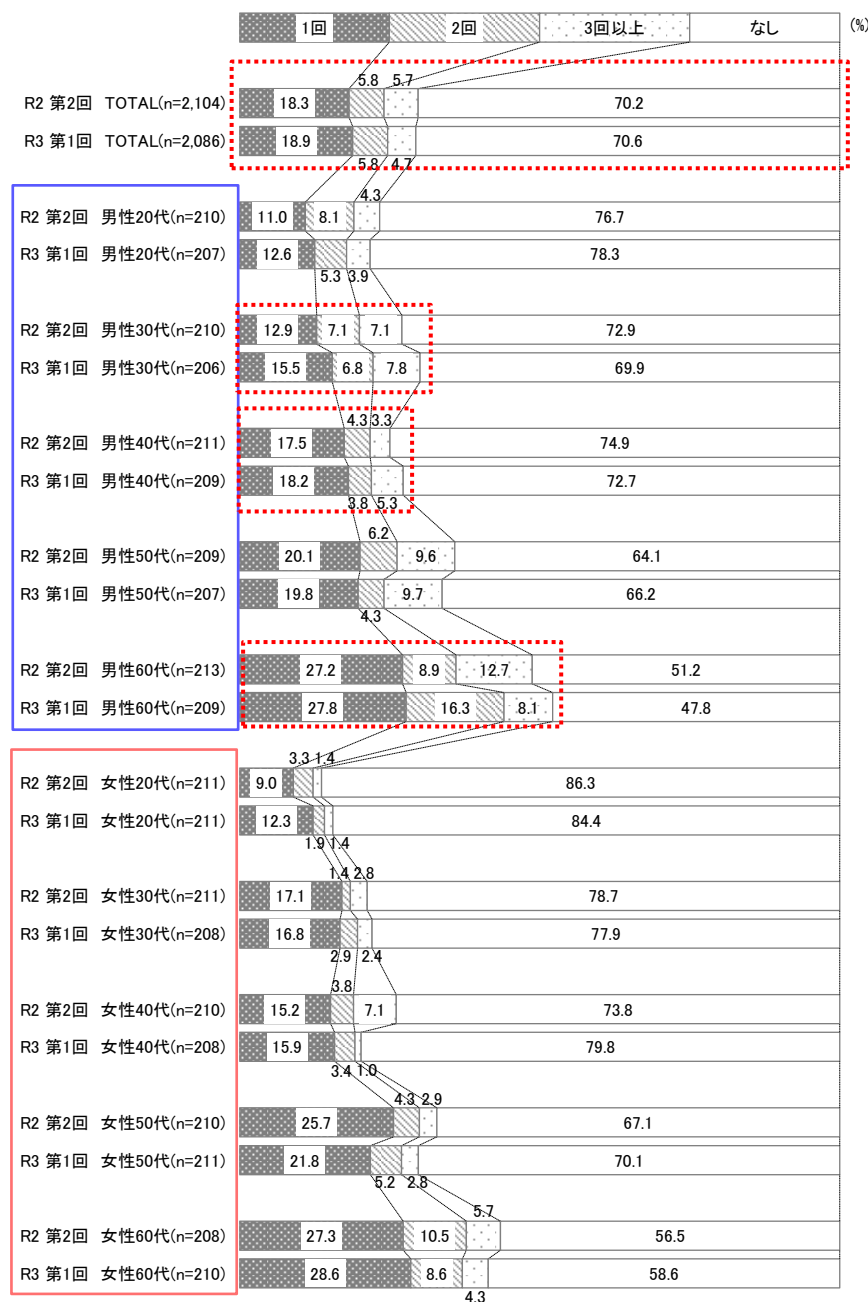 1回 2回 3回以上 なし (%)
5.8 5.7
R2 第2回 TOTAL(n=2,104) 18.3 70.2
R3 第1回 TOTAL(n=2,086) 18.9 70.6
5.8 4.7
4.3
R2 第2回 男性20代(n=210) 11.0 8.1 76.7
R3 第1回 男性20代(n=207) 12.6 78.3
5.3 3.9
R2 第2回 男性30代(n=210) 12.9 7.1 7.1 72.9
R3 第1回 男性30代(n=206) 15.5 6.8 7.8 69.9
4.3 3.3
R2 第2回 男性40代(n=211) 17.5 74.9
R3 第1回 男性40代(n=209) 18.2 72.7
3.8 5.3
6.2
R2 第2回 男性50代(n=209) 20.1 9.6 64.1
R3 第1回 男性50代(n=207) 19.8 9.7 66.2
4.3
R2 第2回 男性60代(n=213) 27.2 8.9 12.7 51.2
R3 第1回 男性60代(n=209) 27.8 16.3 8.1 47.8
3.3 1.4
R2 第2回 女性20代(n=211) 9.0 86.3
R3 第1回 女性20代(n=211) 12.3 84.4
1.9 1.4
1.4 2.8
R2 第2回 女性30代(n=211) 17.1 78.7
R3 第1回 女性30代(n=208) 16.8 77.9
2.9 2.4
3.8
R2 第2回 女性40代(n=210) 15.2 7.1 73.8
R3 第1回 女性40代(n=208) 15.9 79.8
3.4 1.0
4.3 2.9
R2 第2回 女性50代(n=210) 25.7 67.1
R3 第1回 女性50代(n=211) 21.8 70.1
5.2 2.8
5.7
R2 第2回 女性60代(n=208) 27.3 10.5 56.5
R3 第1回 女性60代(n=210) 28.6 8.6 58.6
4.3